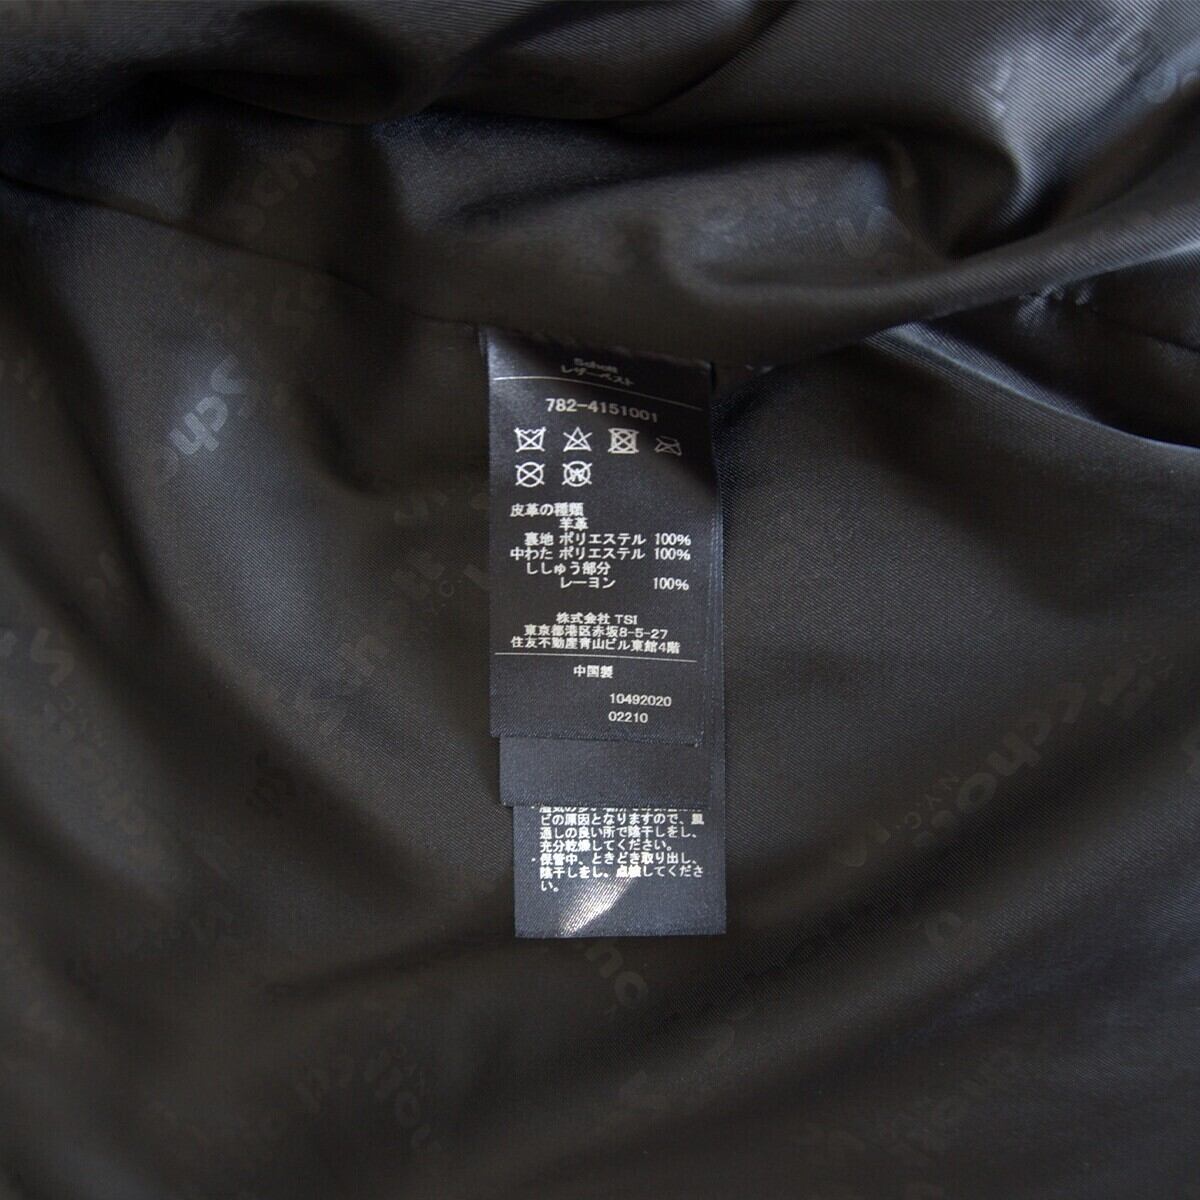 Schott
レザーベスト
782-4151001
皮革の種類
羊革
裏地 ポリエステル 100%
中わた ポリエステル 100%
ししゅう部分
レーヨン 100%
株式会社 TSI
東京都港区赤坂8-5-27
住友不動産青山ビル東館4階
中国製
10492020
02210
ビの原因となりますので、風
通しの良い所で陰干しをし、
充分乾燥してください。
・保管中、ときどき取り出し、
陰干しをし、点検してくださ
い。